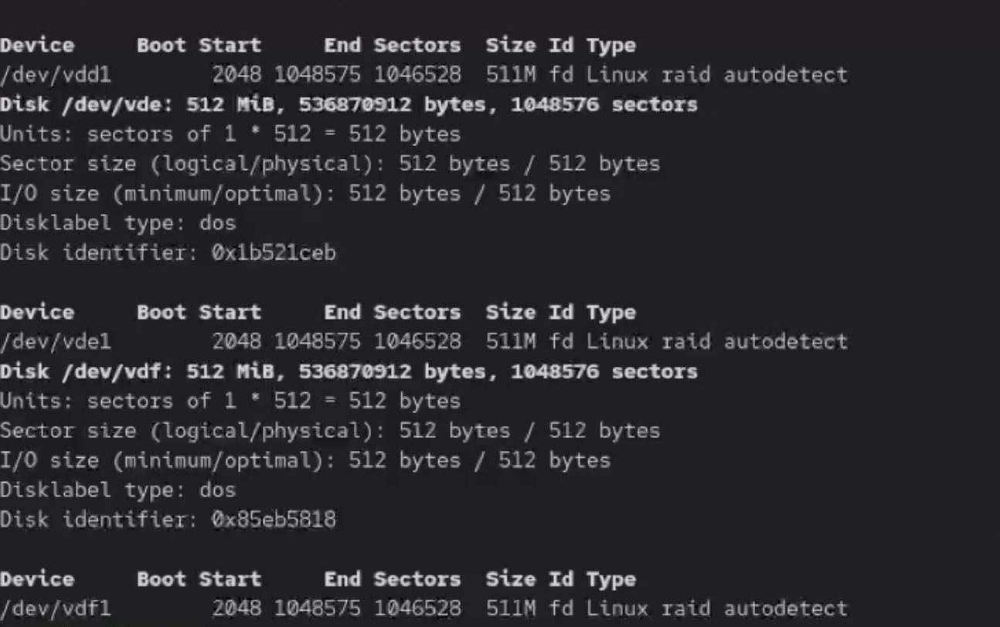 Device     Boot Start     End Sectors  Size Id Type
/dev/vdd1        2048 1048575 1046528  511M fd Linux raid autodetect
Disk /dev/vde: 512 MiB, 536870912 bytes, 1048576 sectors
Units: sectors of 1 * 512 = 512 bytes
Sector size (logical/physical): 512 bytes / 512 bytes
I/O size (minimum/optimal): 512 bytes / 512 bytes
Disklabel type: dos
Disk identifier: 0x1b521ceb
Device     Boot Start     End Sectors  Size Id Type
/dev/vde1        2048 1048575 1046528  511M fd Linux raid autodetect
Disk /dev/vdf: 512 MiB, 536870912 bytes, 1048576 sectors
Units: sectors of 1 * 512 = 512 bytes
Sector size (logical/physical): 512 bytes / 512 bytes
I/O size (minimum/optimal): 512 bytes / 512 bytes
Disklabel type: dos
Disk identifier: 0x85eb5818
Device     Boot Start     End Sectors  Size Id Type
/dev/vdf1        2048 1048575 1046528  511M fd Linux raid autodetect